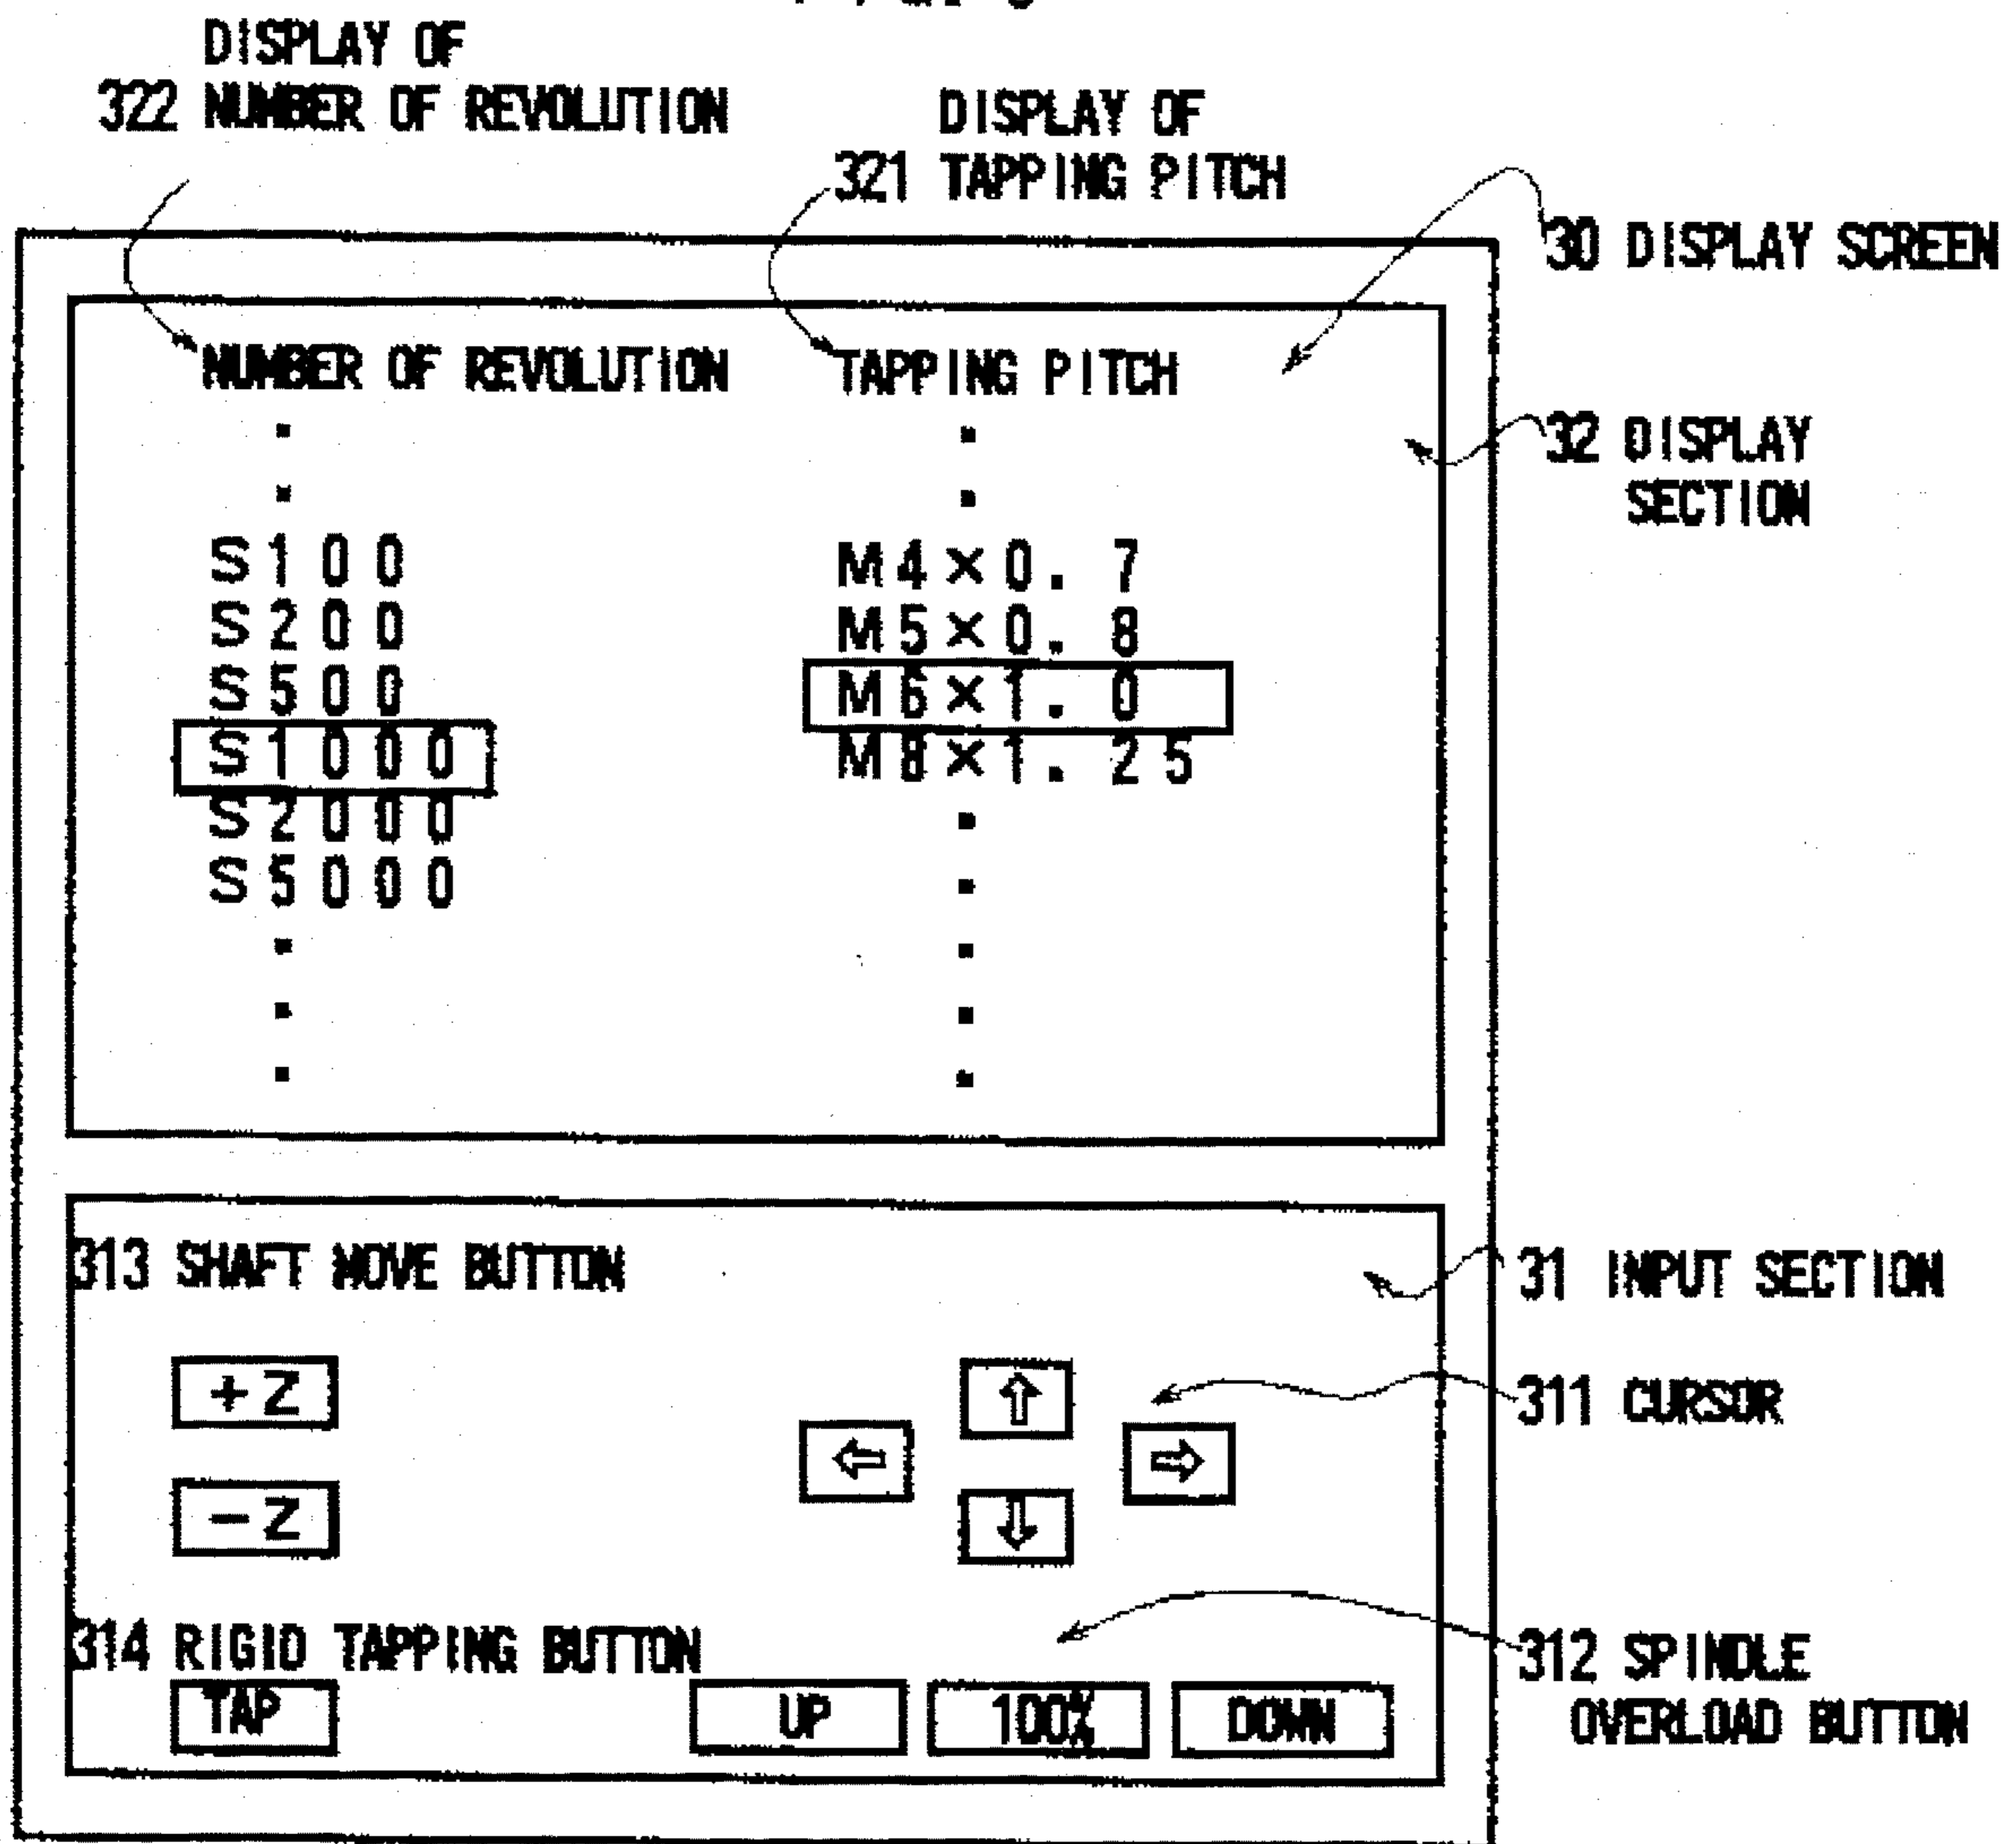 DISPLAY OF
322 NUMBER OF REVOLUTION
DISPLAY OF
321 TAPPING PITCH
30 DISPLAY SCREEN
NUMBER OF REVOLUTION
TAPPING PITCH
32 DISPLAY
SECTION
S100
S200
S500
S1000
S2000
S5000
M4×0.7
M5×0.8
M6×1.0
M8×1.25
313 SHAFT MOVE BUTTON
31 INPUT SECTION
+Z
-Z
⇧
⇦
⇨
⇩
311 CURSOR
314 RIGID TAPPING BUTTON
312 SPINDLE
OVERLOAD BUTTON
TAP
UP
100%
DOWN